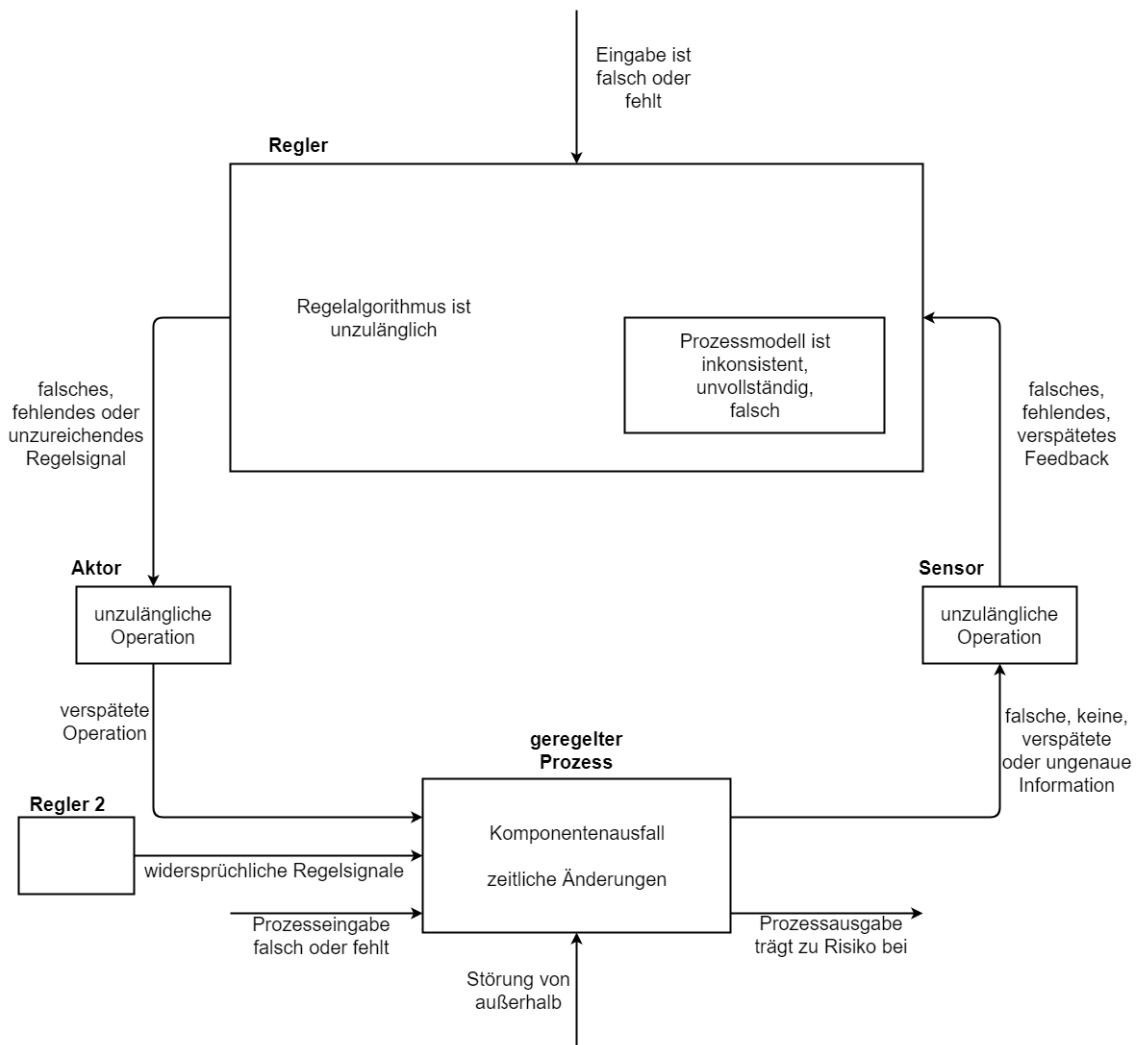 Eingabe ist
falsch oder
fehlt
Regler
Regelalgorithmus ist
unzulänglich
Prozessmodell ist
inkonsistent,
unvollständig,
falsch
falsches,
fehlendes oder
unzureichendes
Regelsignal
falsches,
fehlendes,
verspätetes
Feedback
Aktor
unzulängliche
Operation
Sensor
unzulängliche
Operation
verspätete
Operation
falsche, keine,
verspätete
oder ungenaue
Information
geregelter
Prozess
Komponentenausfall
zeitliche Änderungen
Regler 2
widersprüchliche Regelsignale
Prozesseingabe
falsch oder fehlt
Prozessausgabe
trägt zu Risiko bei
Störung von
außerhalb